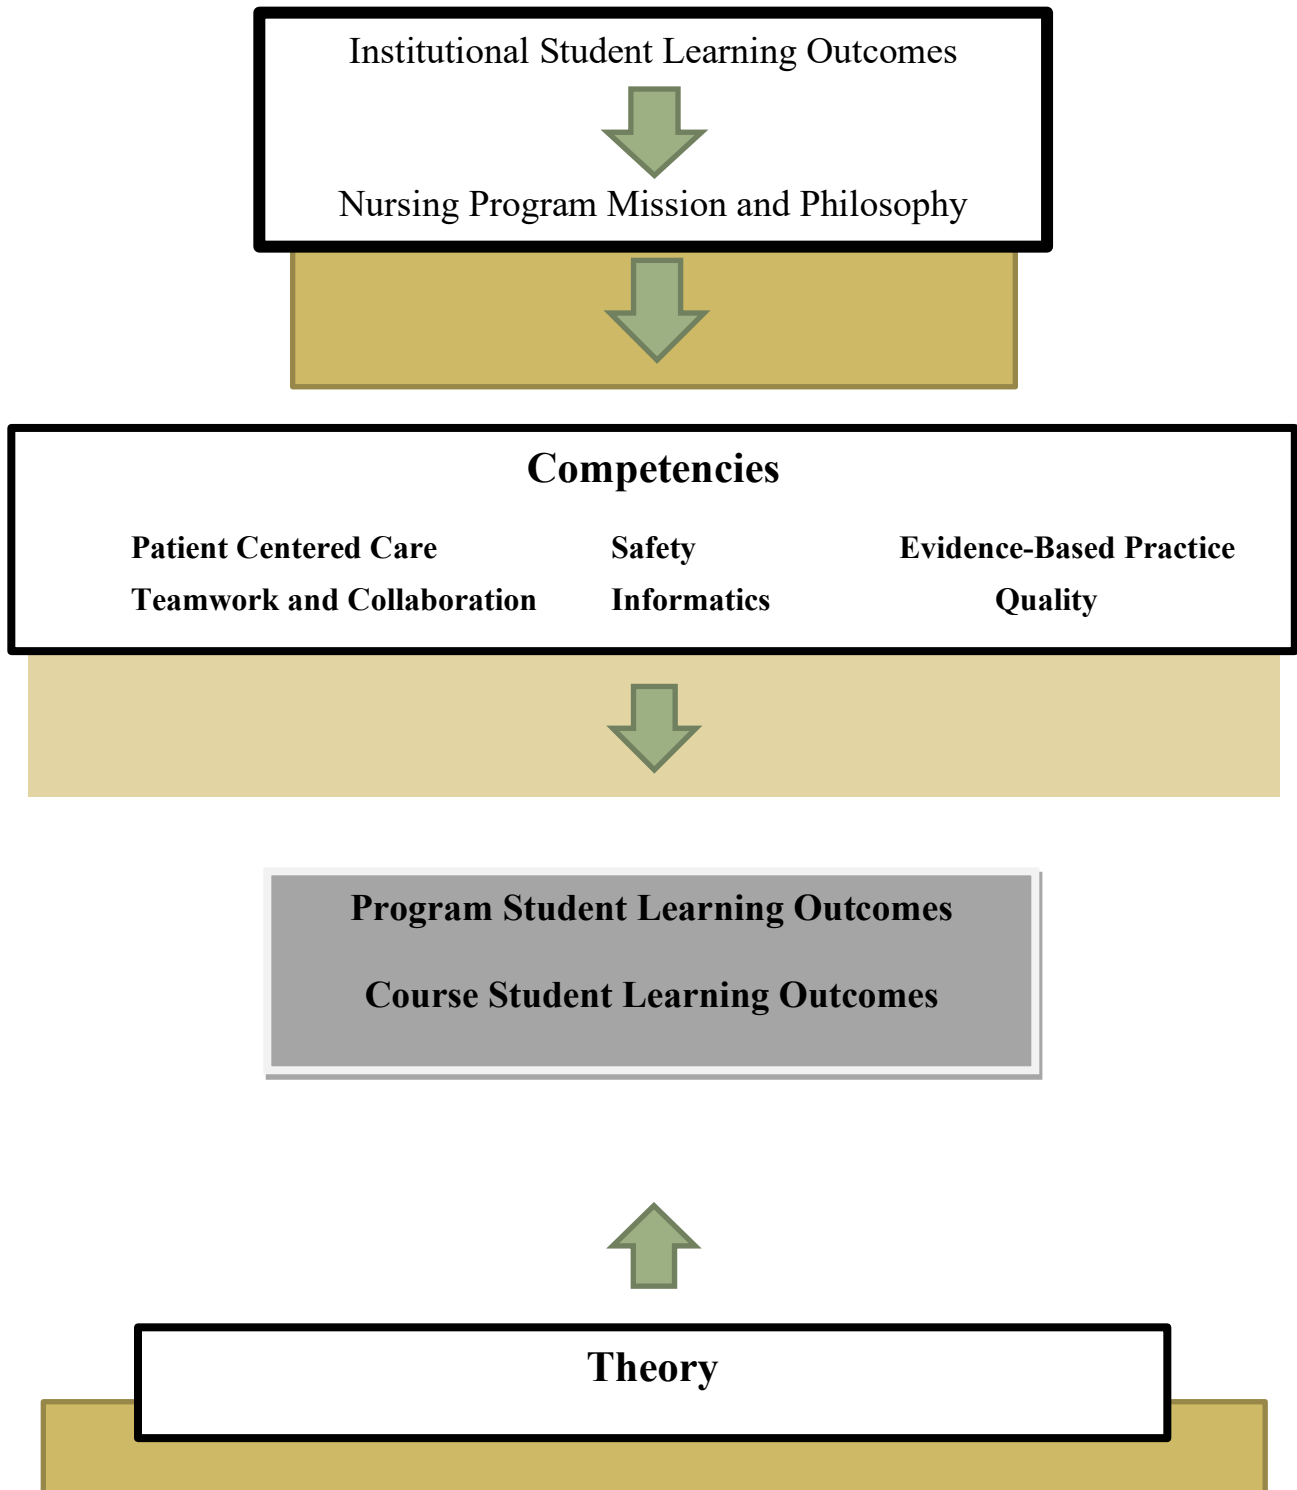 Institutional Student Learning Outcomes
Nursing Program Mission and Philosophy
Competencies
Patient Centered Care Safety Evidence-Based Practice
Teamwork and Collaboration Informatics Quality
Program Student Learning Outcomes
Course Student Learning Outcomes
Theory